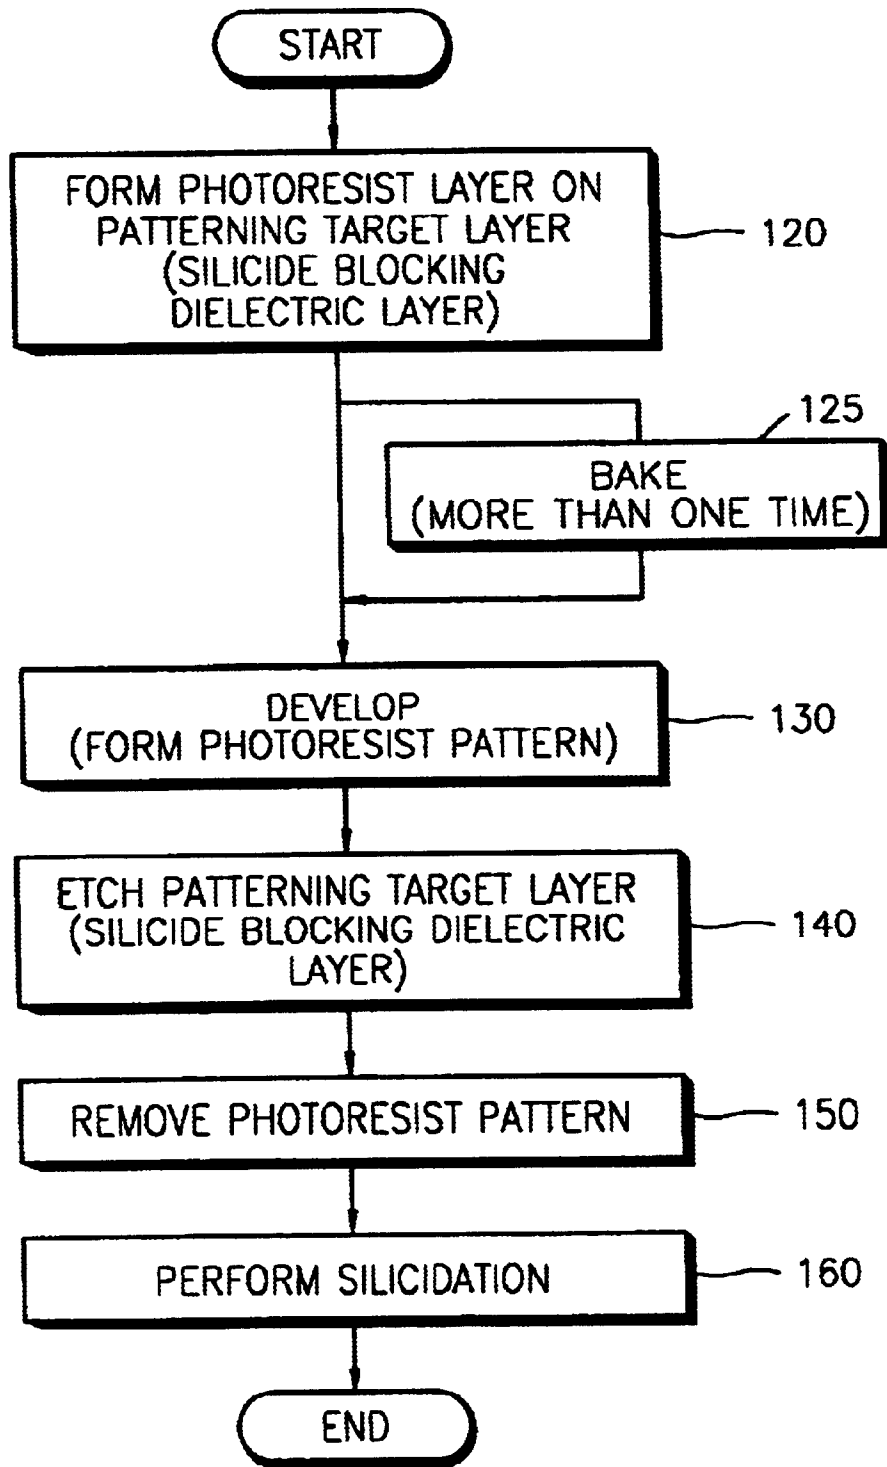 START
FORM PHOTORESIST LAYER ON
PATTERNING TARGET LAYER
(SILICIDE BLOCKING
DIELECTRIC LAYER)
120
125
BAKE
(MORE THAN ONE TIME)
DEVELOP
(FORM PHOTORESIST PATTERN)
130
ETCH PATTERNING TARGET LAYER
(SILICIDE BLOCKING DIELECTRIC
LAYER)
140
REMOVE PHOTORESIST PATTERN
150
PERFORM SILICIDATION
160
END